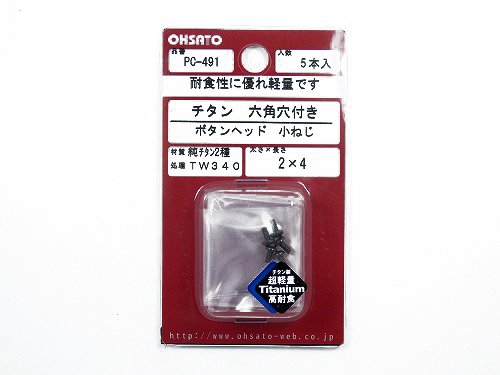 OHSATO
品番
PC-491
入数
5本入
耐食性に優れ軽量です
チタン 六角穴付き
ボタンヘッド 小ねじ
材質 純チタン2種
処理 TW340
太さ×長さ
2×4
チタン製
超軽量
Titanium
高耐食
http://www.ohsato-web.co.jp